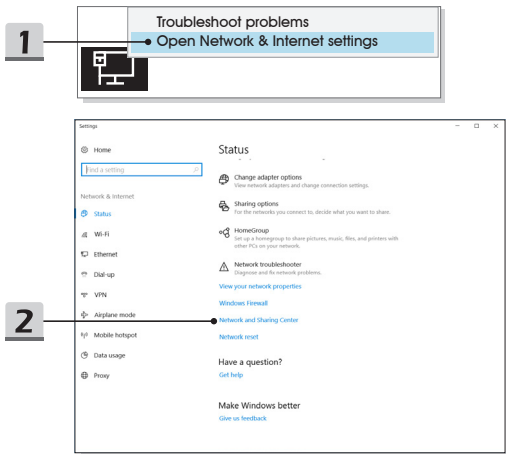 1
Troubleshoot problems
Open Network & Internet settings
2
Settings
Home
Find a setting
Network & Internet
Status
Wi-Fi
Ethernet
Dial-up
VPN
Airplane mode
Mobile hotspot
Data usage
Proxy
Status
Change adapter options
View network adapters and change connection settings.
Sharing options
For the networks you connect to, decide what you want to share.
HomeGroup
Set up a homegroup to share pictures, music, files, and printers with
other PCs on your network.
Network troubleshooter
Diagnose and fix network problems.
View your network properties
Windows Firewall
Network and Sharing Center
Network reset
Have a question?
Get help
Make Windows better
Give us feedback